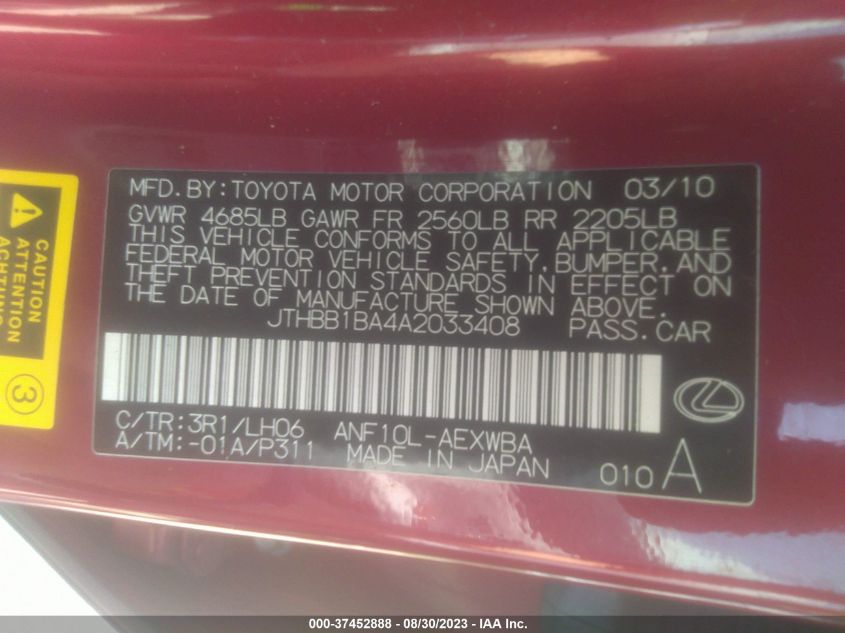 MFD. BY: TOYOTA MOTOR CORPORATION 03/10
GVWR 4685LB GAWR FR 2560LB RR 2205LB
THIS VEHICLE CONFORMS TO ALL APPLICABLE
FEDERAL MOTOR VEHICLE SAFETY, BUMPER, AND
THEFT PREVENTION STANDARDS IN EFFECT ON
THE DATE OF MANUFACTURE SHOWN ABOVE.
JTHBB1BA4A2033408 PASS. CAR
C/TR: 3R1/LH06 ANF10L-AEXWBA
A/TM: -01A/P311 MADE IN JAPAN 010 A
CAUTION
ATTENTION
ACHTUNG
3
000-37452888 - 08/30/2023 - IAA Inc.